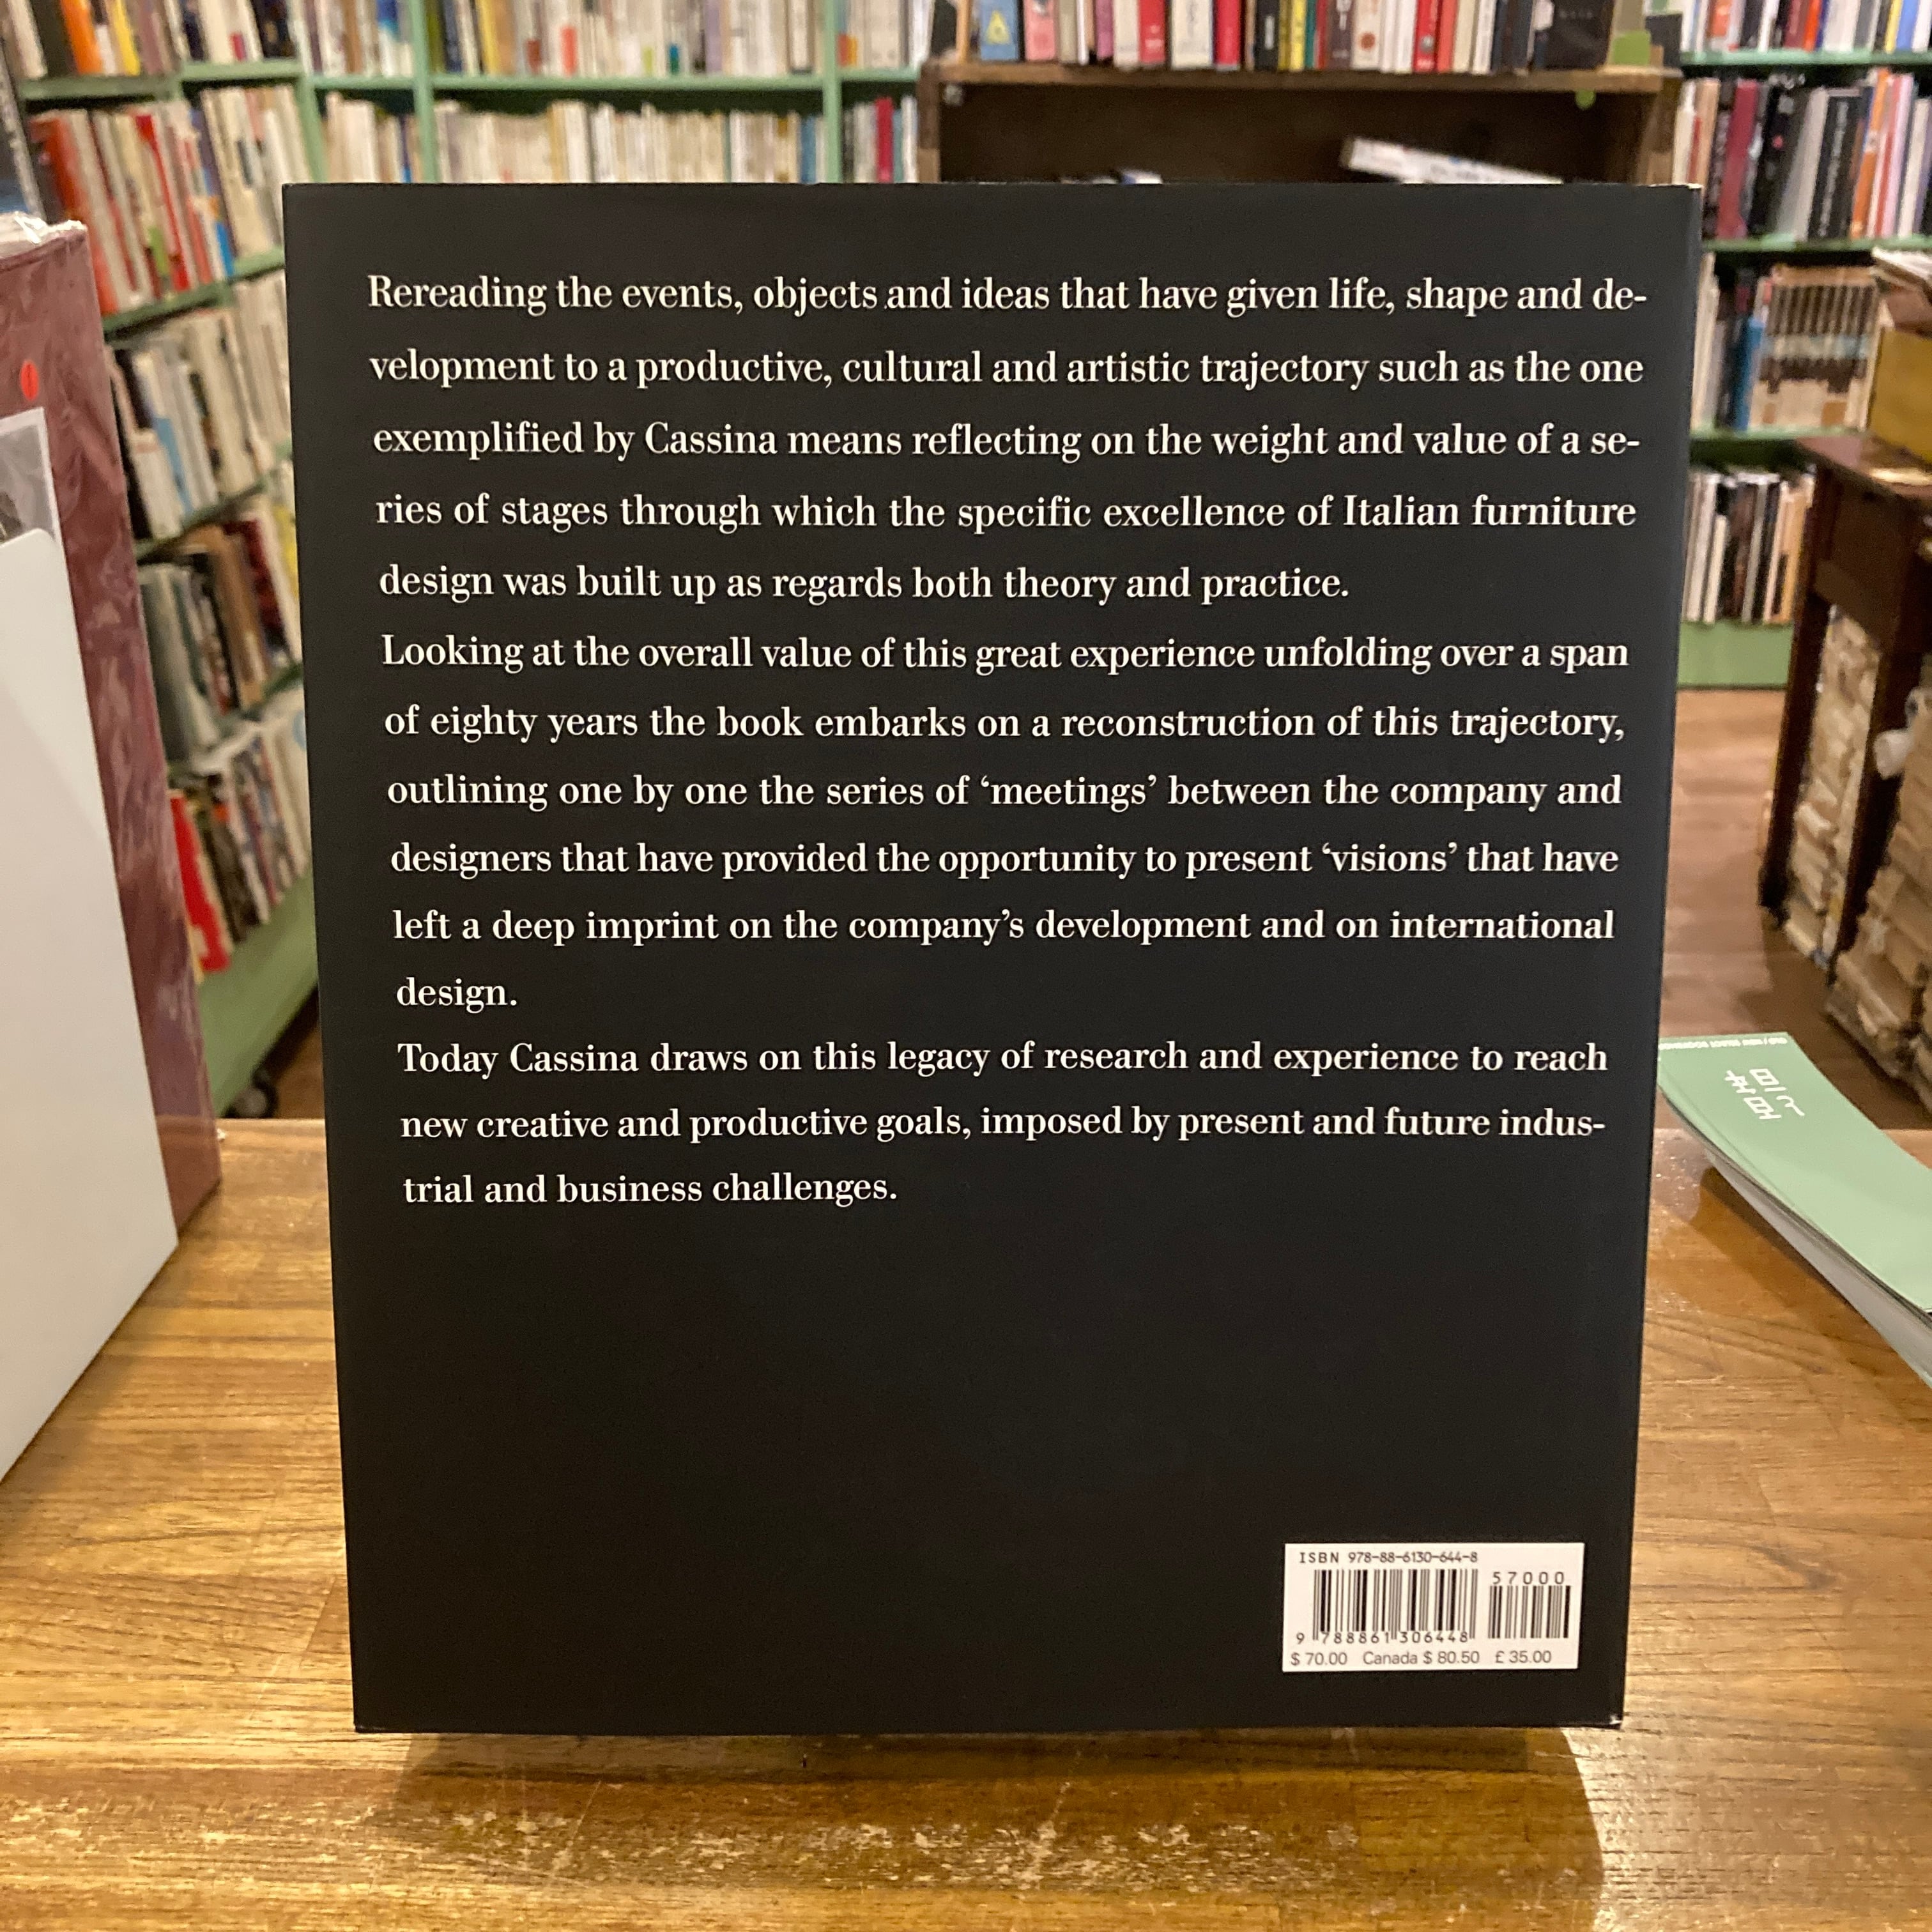 Rereading the events, objects and ideas that have given life, shape and de-
velopment to a productive, cultural and artistic trajectory such as the one
exemplified by Cassina means reflecting on the weight and value of a se-
ries of stages through which the specific excellence of Italian furniture
design was built up as regards both theory and practice.
Looking at the overall value of this great experience unfolding over a span
of eighty years the book embarks on a reconstruction of this trajectory,
outlining one by one the series of ‘meetings’ between the company and
designers that have provided the opportunity to present ‘visions’ that have
left a deep imprint on the company’s development and on international
design.
Today Cassina draws on this legacy of research and experience to reach
new creative and productive goals, imposed by present and future indus-
trial and business challenges.
ISBN 978-88-6130-644-8
57000
9 788861 306448
$ 70.00 Canada $ 80.50 £ 35.00